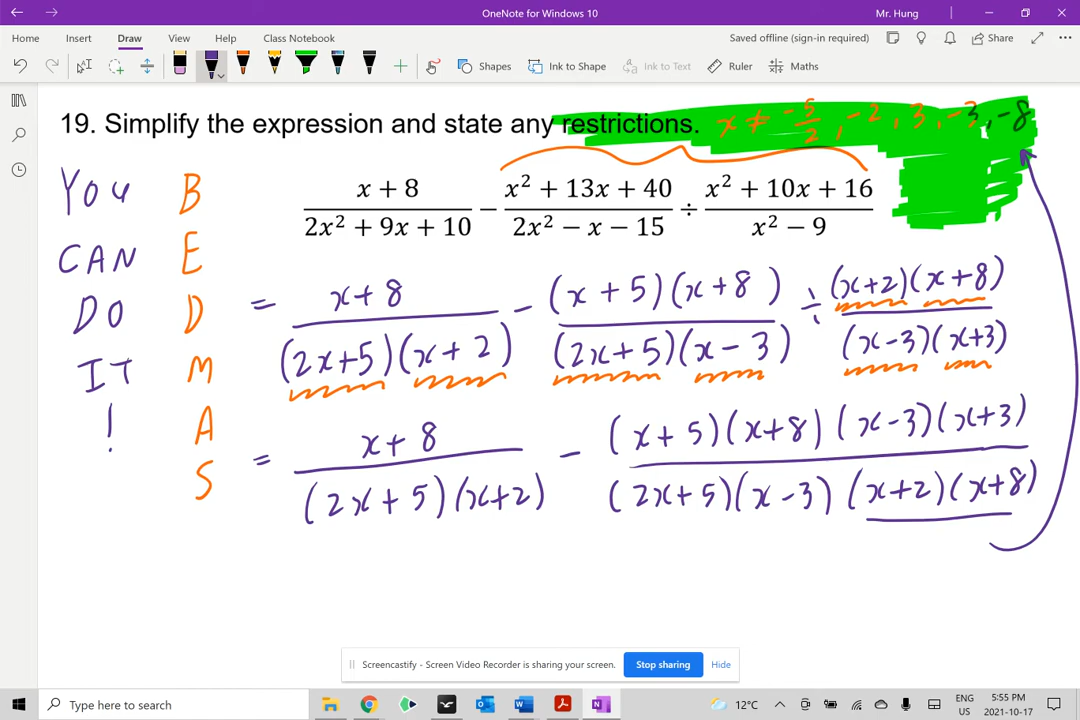 OneNote for Windows 10
Mr. Hung
Home Insert Draw View Help Class Notebook
Saved offline (sign-in required) Share
Shapes Ink to Shape Ink to Text Ruler Maths
19. Simplify the expression and state any restrictions. x ≠ -5/2, -2, 3, -3, -8
(x + 8)/(2x² + 9x + 10) − (x² + 13x + 40)/(2x² − x − 15) ÷ (x² + 10x + 16)/(x² − 9)
= (x+8)/((2x+5)(x+2)) − ((x+5)(x+8))/((2x+5)(x-3)) ÷ ((x+2)(x+8))/((x-3)(x+3))
= (x+8)/((2x+5)(x+2)) − ((x+5)(x+8)(x-3)(x+3))/((2x+5)(x-3)(x+2)(x+8))
YOU B
CAN E
DO D
IT M
! A
S
Screencastify - Screen Video Recorder is sharing your screen. Stop sharing Hide
Type here to search
12°C
ENG
US
5:55 PM
2021-10-17